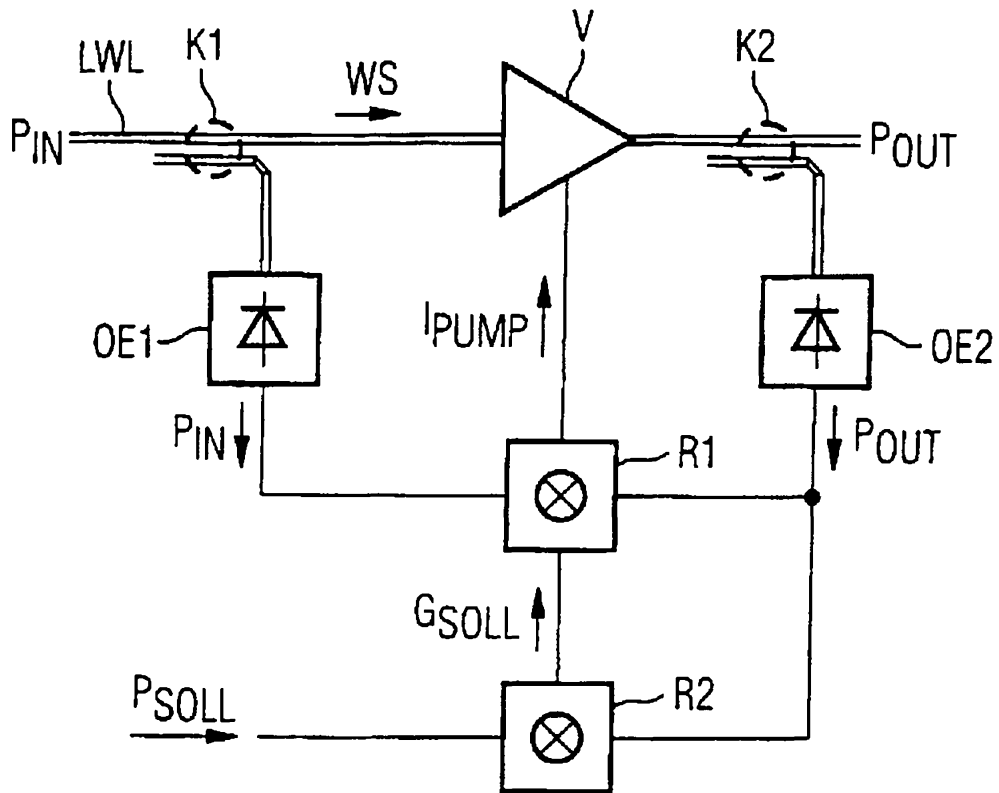 LWL
K1
WS
V
K2
PIN
POUT
OE1
IPUMP
OE2
PIN
R1
POUT
GSOLL
PSOLL
R2